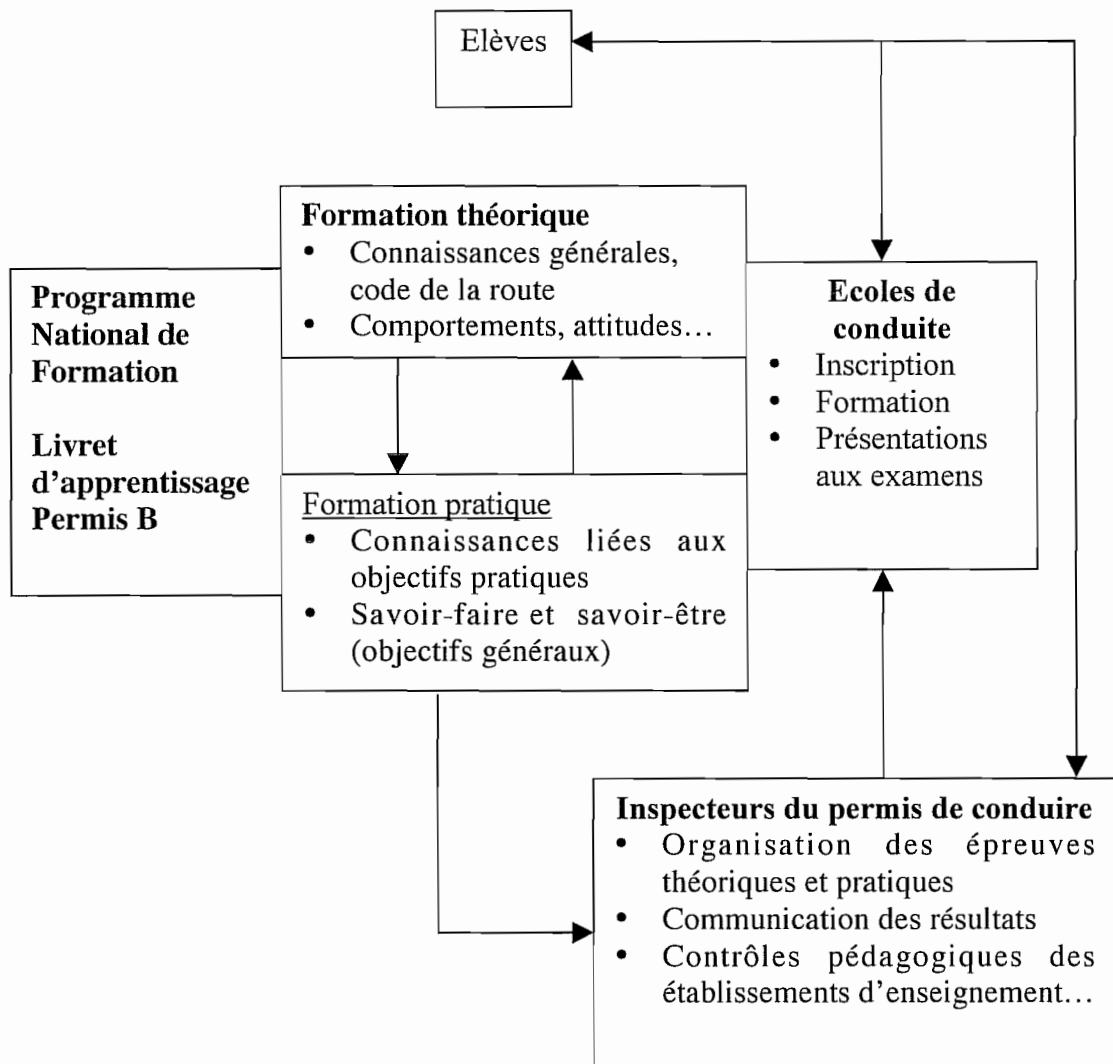 Elèves
Formation théorique
• Connaissances générales,
code de la route
• Comportements, attitudes…
Programme
National de
Formation
Livret
d’apprentissage
Permis B
Ecoles de
conduite
• Inscription
• Formation
• Présentations
aux examens
Formation pratique
• Connaissances liées aux
objectifs pratiques
• Savoir-faire et savoir-être
(objectifs généraux)
Inspecteurs du permis de conduire
• Organisation des épreuves
théoriques et pratiques
• Communication des résultats
• Contrôles pédagogiques des
établissements d’enseignement…